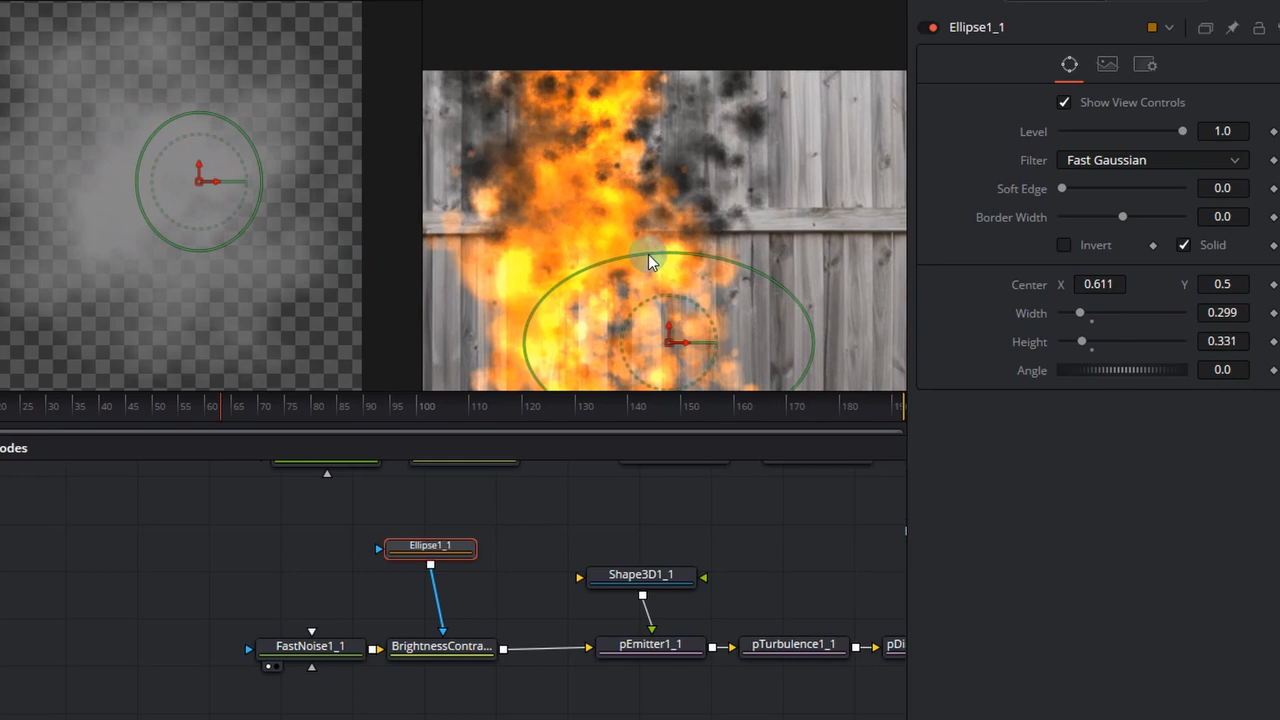 Ellipse1_1
Show View Controls
Level 1.0
Filter Fast Gaussian
Soft Edge 0.0
Border Width 0.0
Invert Solid
Center X 0.611 Y 0.5
Width 0.299
Height 0.331
Angle 0.0
20 25 30 35 40 45 50 55 60 65 70 75 80 85 90 95 100 110 120 130 140 150 160 170 180
odes
Ellipse1_1
Shape3D1_1
FastNoise1_1 BrightnessContra... pEmitter1_1 pTurbulence1_1 pDi